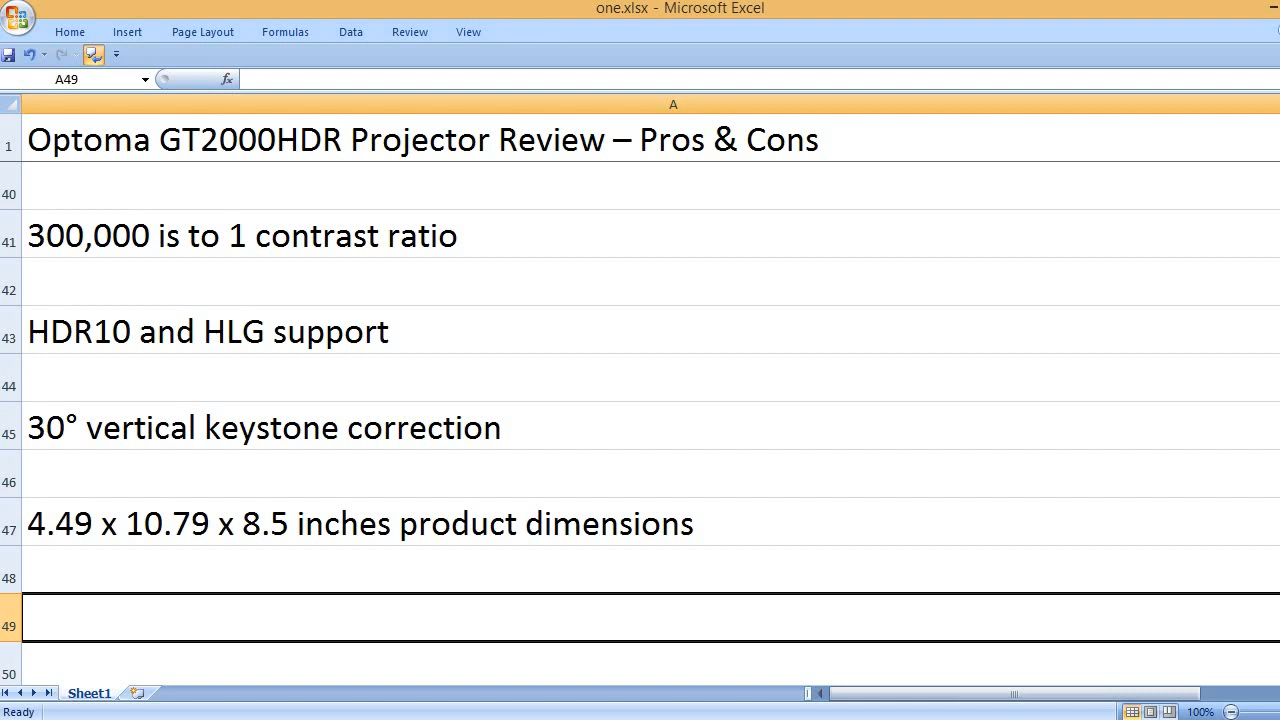 one.xlsx - Microsoft Excel
Home Insert Page Layout Formulas Data Review View
A49 fx
A
1 Optoma GT2000HDR Projector Review – Pros & Cons
40
41 300,000 is to 1 contrast ratio
42
43 HDR10 and HLG support
44
45 30° vertical keystone correction
46
47 4.49 x 10.79 x 8.5 inches product dimensions
48
49
50
Sheet1
Ready 100%